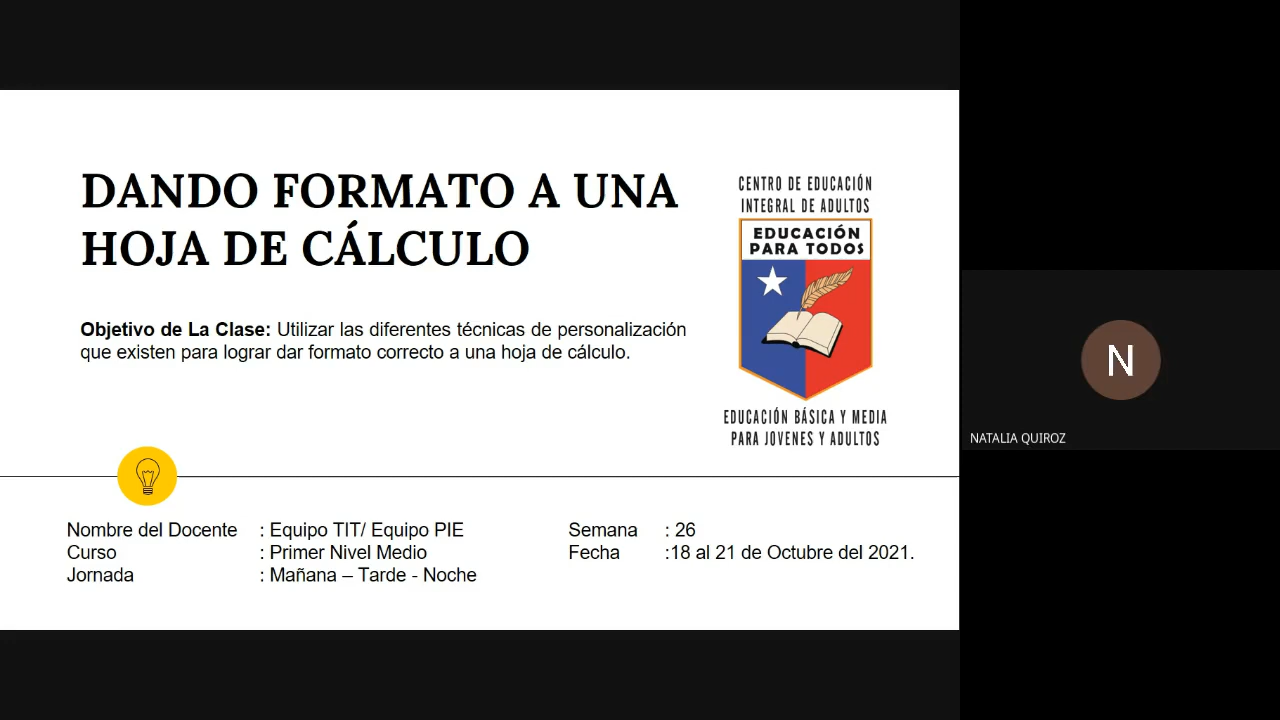 DANDO FORMATO A UNA
HOJA DE CÁLCULO
Objetivo de La Clase: Utilizar las diferentes técnicas de personalización
que existen para lograr dar formato correcto a una hoja de cálculo.
CENTRO DE EDUCACIÓN
INTEGRAL DE ADULTOS
EDUCACIÓN
PARA TODOS
EDUCACIÓN BÁSICA Y MEDIA
PARA JOVENES Y ADULTOS
Nombre del Docente : Equipo TIT/ Equipo PIE
Curso : Primer Nivel Medio
Jornada : Mañana – Tarde - Noche
Semana : 26
Fecha :18 al 21 de Octubre del 2021.
N
NATALIA QUIROZ